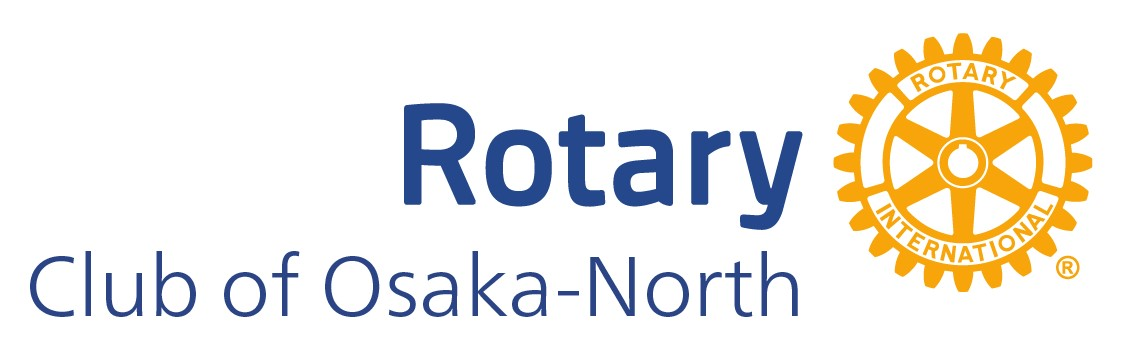 Rotary
Club of Osaka-North
ROTARY
INTERNATIONAL
®